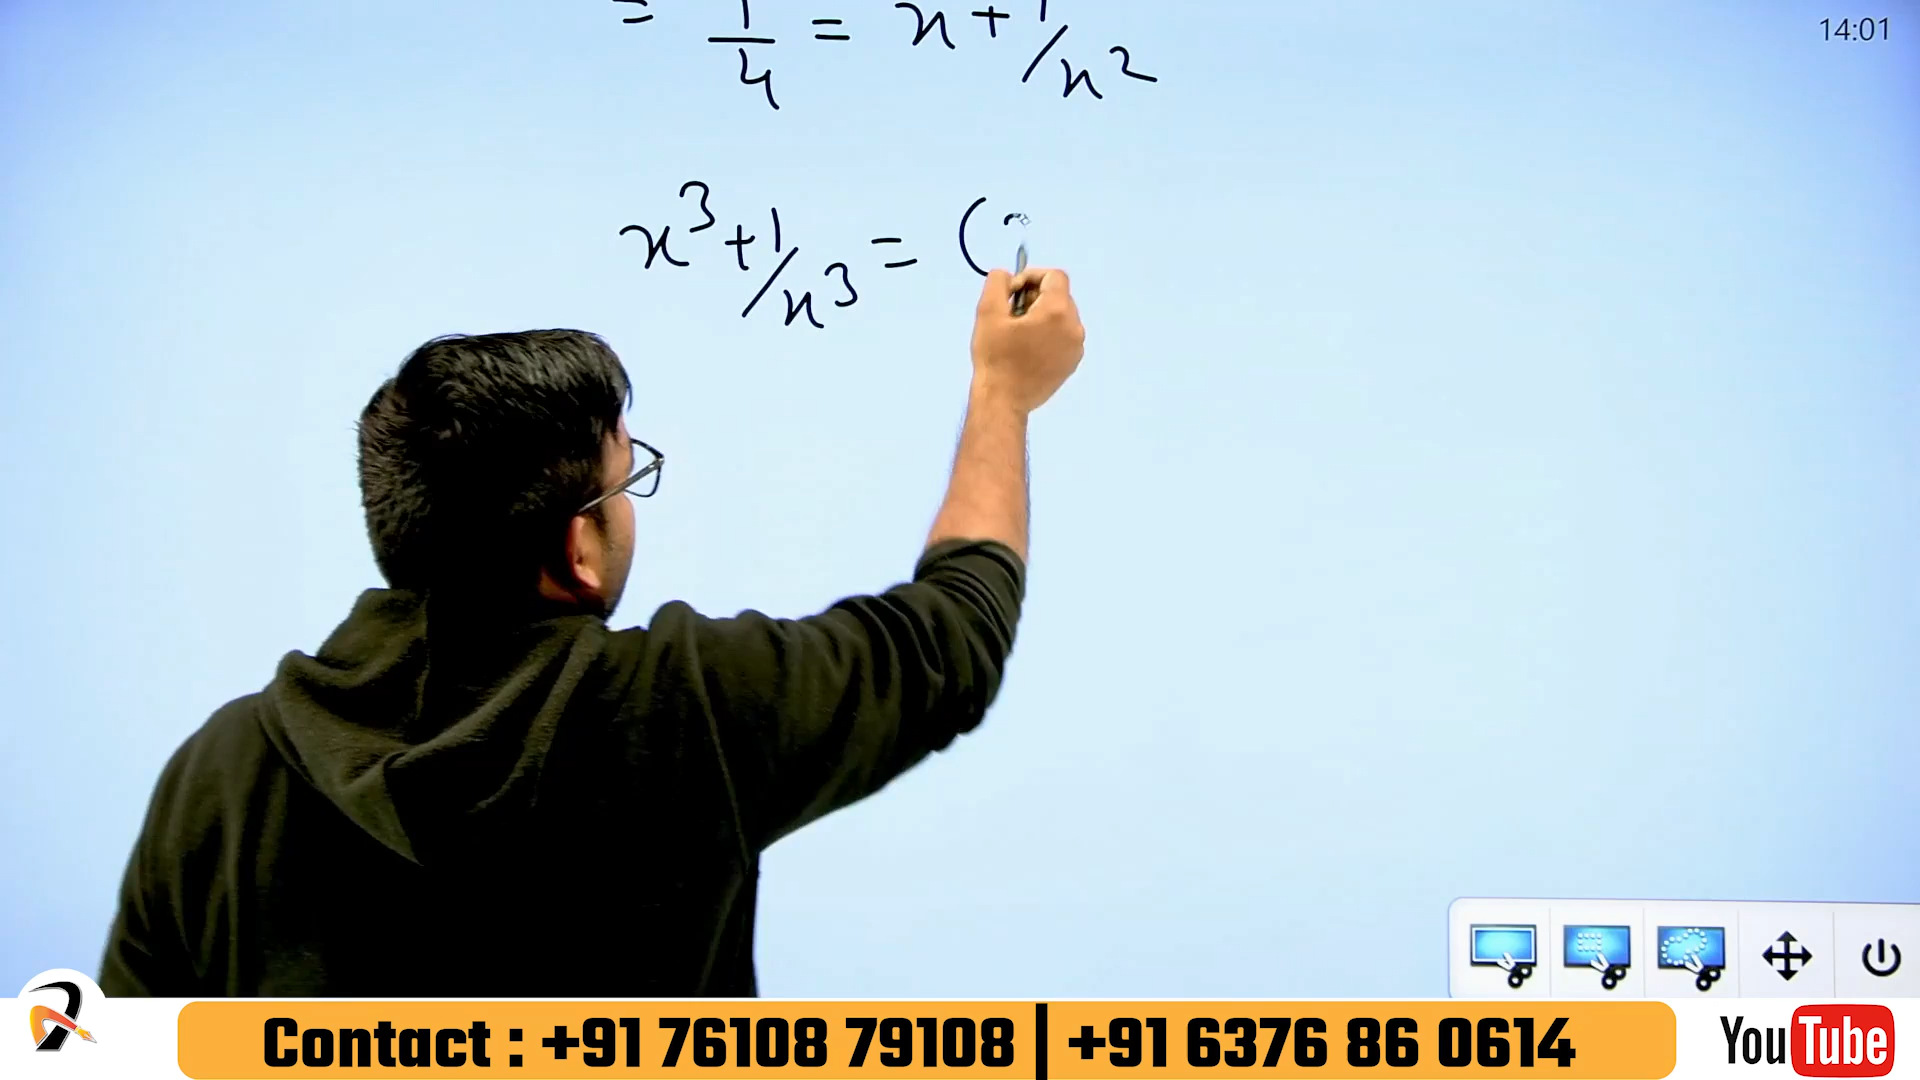 14:01
= 1/4 = x + 1/x²
x³ + 1/x³ = (
Contact : +91 76108 79108 | +91 6376 86 0614
YouTube